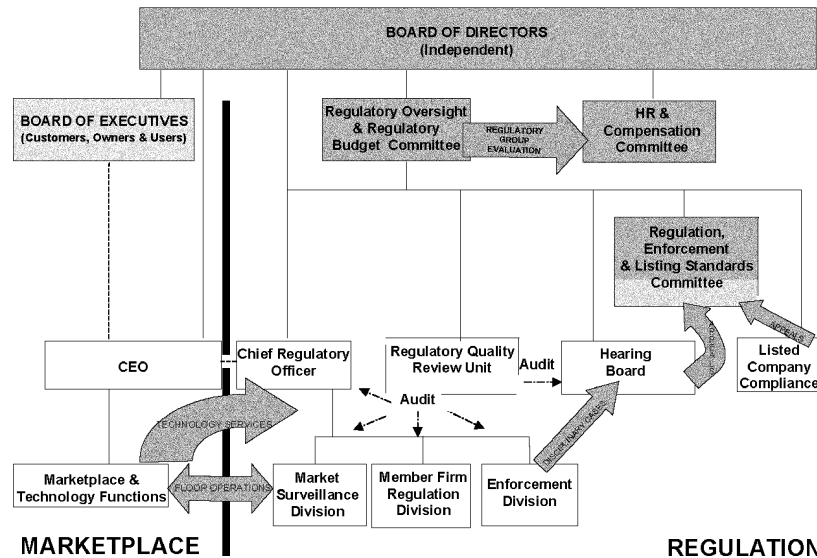 BOARD OF DIRECTORS
(Independent)
BOARD OF EXECUTIVES
(Customers, Owners & Users)
Regulatory Oversight
& Regulatory
Budget Committee
REGULATORY
GROUP
EVALUATION
HR &
Compensation
Committee
Regulation,
Enforcement
& Listing Standards
Committee
APPEALS
CEO
Chief Regulatory
Officer
Regulatory Quality
Review Unit
Audit
Hearing
Board
Listed
Company
Compliance
Audit
TECHNOLOGY SERVICES
DISCIPLINARY CASES
Marketplace &
Technology Functions
FLOOR OPERATIONS
Market
Surveillance
Division
Member Firm
Regulation
Division
Enforcement
Division
MARKETPLACE
REGULATION